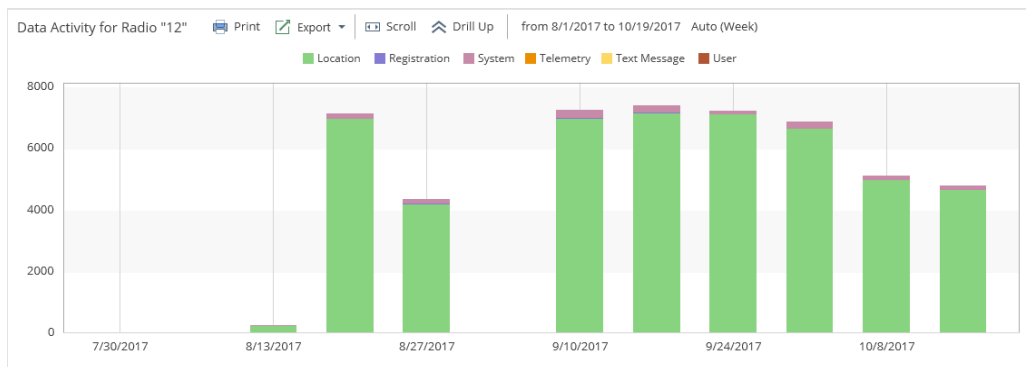 Data Activity for Radio "12" Print Export Scroll Drill Up from 8/1/2017 to 10/19/2017 Auto (Week)
Location Registration System Telemetry Text Message User
8000
6000
4000
2000
0
7/30/2017 8/13/2017 8/27/2017 9/10/2017 9/24/2017 10/8/2017